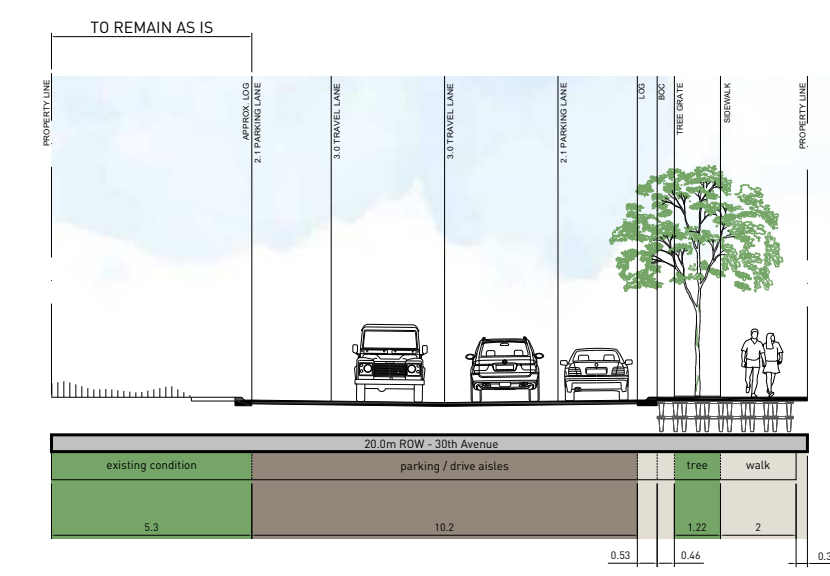 TO REMAIN AS IS
PROPERTY LINE
APPROX. LOG
2.1 PARKING LANE
3.0 TRAVEL LANE
3.0 TRAVEL LANE
2.1 PARKING LANE
LOG
BOC
TREE GRATE
SIDEWALK
PROPERTY LINE
20.0m ROW - 30th Avenue
existing condition
parking / drive aisles
tree
walk
5.3
10.2
1.22
2
0.53
0.46